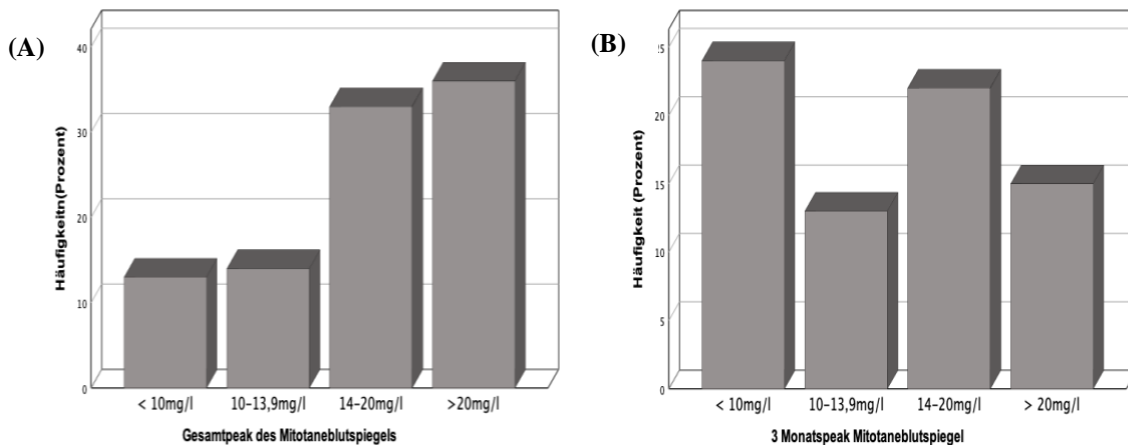 (A)
40
30
20
10
0
Häufigkeitn(Prozent)
< 10mg/l 10–13,9mg/l 14–20mg/l >20mg/l
Gesamtpeak des Mitotaneblutspiegels
(B)
25
20
15
10
5
0
Häufigkeit (Prozent)
< 10mg/l 10–13,9mg/l 14–20mg/l > 20mg/l
3 Monatspeak Mitotaneblutspiegel